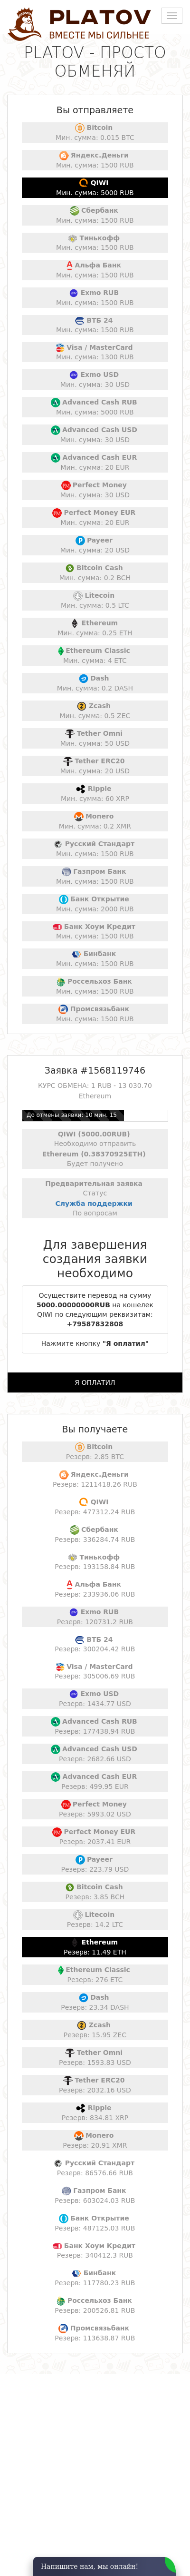 PLATOV
ВМЕСТЕ МЫ СИЛЬНЕЕ
PLATOV - ПРОСТО
ОБМЕНЯЙ
Вы отправляете
Bitcoin
Мин. сумма: 0.015 BTC
Яндекс.Деньги
Мин. сумма: 1500 RUB
QIWI
Мин. сумма: 5000 RUB
Сбербанк
Мин. сумма: 1500 RUB
Тинькофф
Мин. сумма: 1500 RUB
Альфа Банк
Мин. сумма: 1500 RUB
Exmo RUB
Мин. сумма: 1500 RUB
ВТБ 24
Мин. сумма: 1500 RUB
Visa / MasterCard
Мин. сумма: 1300 RUB
Exmo USD
Мин. сумма: 30 USD
Advanced Cash RUB
Мин. сумма: 5000 RUB
Advanced Cash USD
Мин. сумма: 30 USD
Advanced Cash EUR
Мин. сумма: 20 EUR
Perfect Money
Мин. сумма: 30 USD
Perfect Money EUR
Мин. сумма: 20 EUR
Payeer
Мин. сумма: 20 USD
Bitcoin Cash
Мин. сумма: 0.2 BCH
Litecoin
Мин. сумма: 0.5 LTC
Ethereum
Мин. сумма: 0.25 ETH
Ethereum Classic
Мин. сумма: 4 ETC
Dash
Мин. сумма: 0.2 DASH
Zcash
Мин. сумма: 0.5 ZEC
Tether Omni
Мин. сумма: 50 USD
Tether ERC20
Мин. сумма: 20 USD
Ripple
Мин. сумма: 60 XRP
Monero
Мин. сумма: 0.2 XMR
Русский Стандарт
Мин. сумма: 1500 RUB
Газпром Банк
Мин. сумма: 1500 RUB
Банк Открытие
Мин. сумма: 2000 RUB
Банк Хоум Кредит
Мин. сумма: 1500 RUB
Бинбанк
Мин. сумма: 1500 RUB
Россельхоз Банк
Мин. сумма: 1500 RUB
Промсвязьбанк
Мин. сумма: 1500 RUB
Заявка #1568119746
КУРС ОБМЕНА: 1 RUB - 13 030.70
Ethereum
До отмены заявки: 10 мин. 15
QIWI (5000.00RUB)
Необходимо отправить
Ethereum (0.38370925ETH)
Будет получено
Предварительная заявка
Статус
Служба поддержки
По вопросам
Для завершения
создания заявки
необходимо
Осуществите перевод на сумму
5000.00000000RUB на кошелек
QIWI по следующим реквизитам:
+79587832808
Нажмите кнопку "Я оплатил"
Я ОПЛАТИЛ
Вы получаете
Bitcoin
Резерв: 2.85 BTC
Яндекс.Деньги
Резерв: 1211418.26 RUB
QIWI
Резерв: 477312.24 RUB
Сбербанк
Резерв: 336284.74 RUB
Тинькофф
Резерв: 193158.84 RUB
Альфа Банк
Резерв: 233936.06 RUB
Exmo RUB
Резерв: 120731.2 RUB
ВТБ 24
Резерв: 300204.42 RUB
Visa / MasterCard
Резерв: 305006.69 RUB
Exmo USD
Резерв: 1434.77 USD
Advanced Cash RUB
Резерв: 177438.94 RUB
Advanced Cash USD
Резерв: 2682.66 USD
Advanced Cash EUR
Резерв: 499.95 EUR
Perfect Money
Резерв: 5993.02 USD
Perfect Money EUR
Резерв: 2037.41 EUR
Payeer
Резерв: 223.79 USD
Bitcoin Cash
Резерв: 3.85 BCH
Litecoin
Резерв: 14.2 LTC
Ethereum
Резерв: 11.49 ETH
Ethereum Classic
Резерв: 276 ETC
Dash
Резерв: 23.34 DASH
Zcash
Резерв: 15.95 ZEC
Tether Omni
Резерв: 1593.83 USD
Tether ERC20
Резерв: 2032.16 USD
Ripple
Резерв: 834.81 XRP
Monero
Резерв: 20.91 XMR
Русский Стандарт
Резерв: 86576.66 RUB
Газпром Банк
Резерв: 603024.03 RUB
Банк Открытие
Резерв: 487125.03 RUB
Банк Хоум Кредит
Резерв: 340412.3 RUB
Бинбанк
Резерв: 117780.23 RUB
Россельхоз Банк
Резерв: 200526.81 RUB
Промсвязьбанк
Резерв: 113638.87 RUB
Напишите нам, мы онлайн!